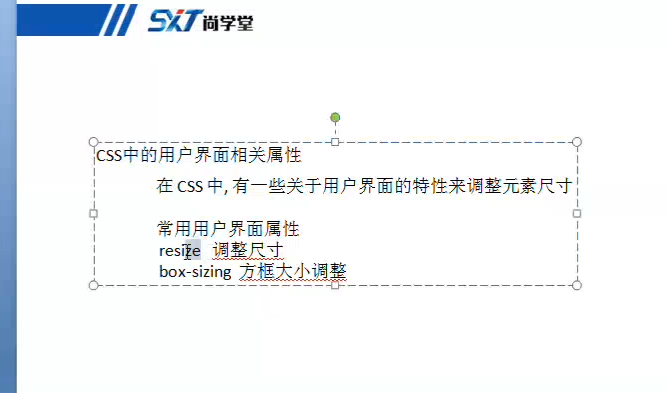 SXT尚学堂
CSS中的用户界面相关属性
在 CSS 中, 有一些关于用户界面的特性来调整元素尺寸
常用用户界面属性
resize 调整尺寸
box-sizing 方框大小调整